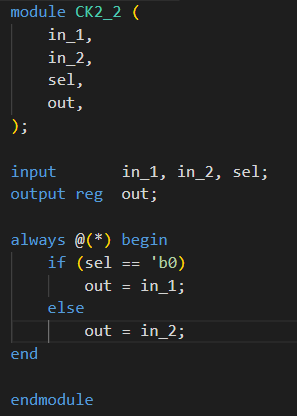 module CK2_2 (
in_1,
in_2,
sel,
out,
);
input in_1, in_2, sel;
output reg out;
always @(*) begin
if (sel == 'b0)
out = in_1;
else
out = in_2;
end
endmodule